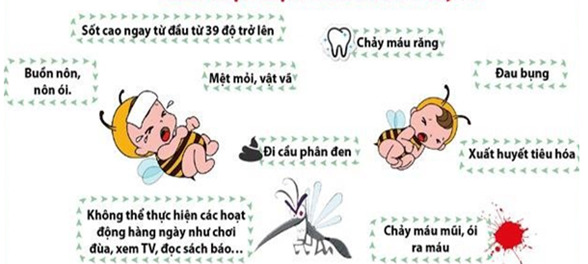 Sốt cao ngay từ đầu từ 39 độ trở lên
Chảy máu răng
Buồn nôn,
nôn ói.
Mệt mỏi, vật vã
Đau bụng
Đi cầu phân đen
Xuất huyết tiêu hóa
Không thể thực hiện các hoạt
động hàng ngày như chơi
đùa, xem TV, đọc sách báo...
Chảy máu mũi, ói
ra máu